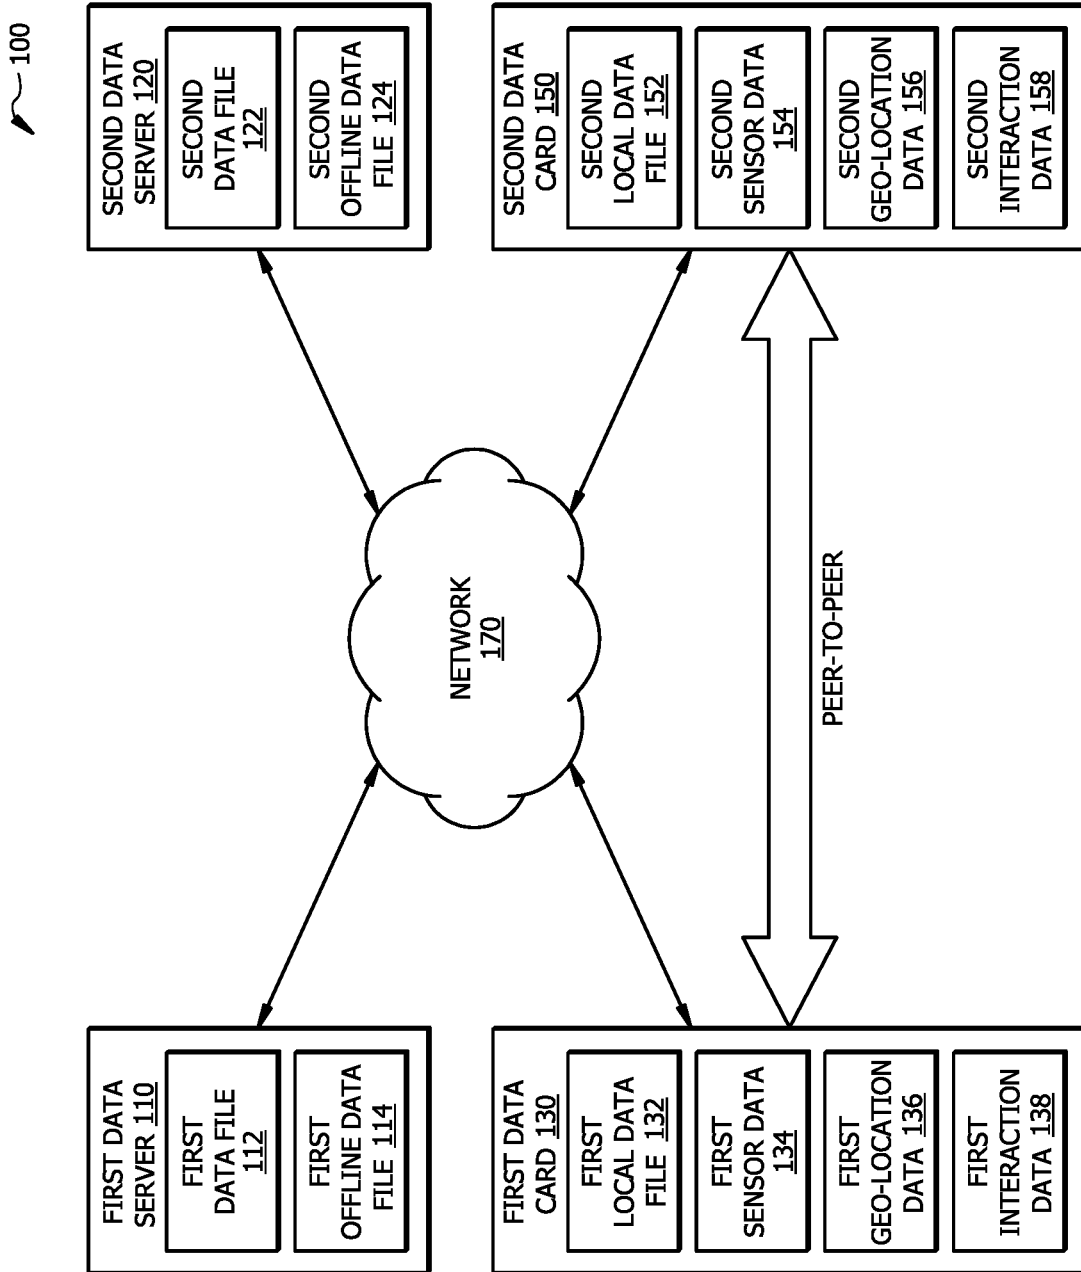 100
FIRST DATA
SERVER 110
FIRST
DATA FILE
112
FIRST
OFFLINE DATA
FILE 114
SECOND DATA
SERVER 120
SECOND
DATA FILE
122
SECOND
OFFLINE DATA
FILE 124
NETWORK
170
FIRST DATA
CARD 130
FIRST
LOCAL DATA
FILE 132
FIRST
SENSOR DATA
134
FIRST
GEO-LOCATION
DATA 136
FIRST
INTERACTION
DATA 138
PEER-TO-PEER
SECOND DATA
CARD 150
SECOND
LOCAL DATA
FILE 152
SECOND
SENSOR DATA
154
SECOND
GEO-LOCATION
DATA 156
SECOND
INTERACTION
DATA 158